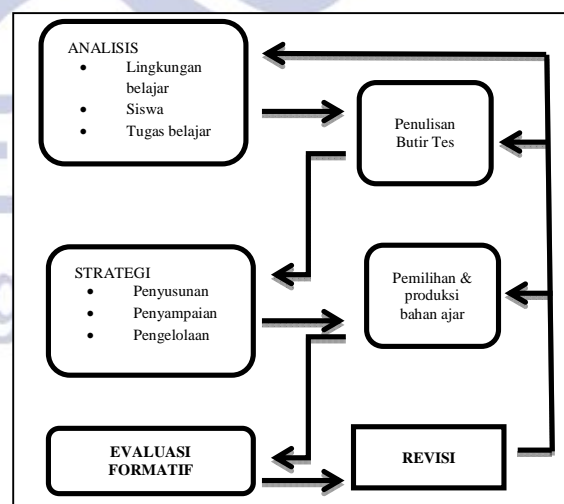 ANALISIS
• Lingkungan
belajar
• Siswa
• Tugas belajar
Penulisan
Butir Tes
STRATEGI
• Penyusunan
• Penyampaian
• Pengelolaan
Pemilihan &
produksi
bahan ajar
EVALUASI
FORMATIF
REVISI